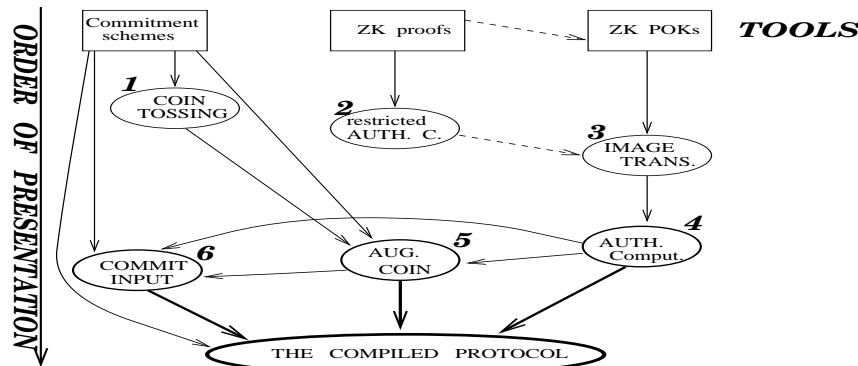 Commitment
schemes
ZK proofs
ZK POKs
TOOLS
ORDER OF PRESENTATION
1
COIN
TOSSING
2
restricted
AUTH. C.
3
IMAGE
TRANS.
4
AUTH.
Comput.
5
AUG.
COIN
6
COMMIT
INPUT
THE COMPILED PROTOCOL